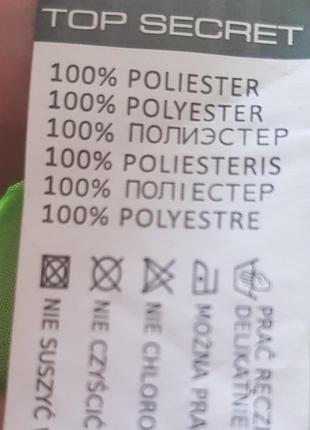 TOP SECRET
100% POLIESTER
100% POLYESTER
100% ПОЛИЭСТЕР
100% POLIESTERIS
100% ПОЛІЕСТЕР
100% POLYESTRE
PRAĆ RĘCZ
DELIKATNIE
MOŻNA PRA
NIE CHLORO
NIE CZYŚCIĆ
NIE SUSZYĆ